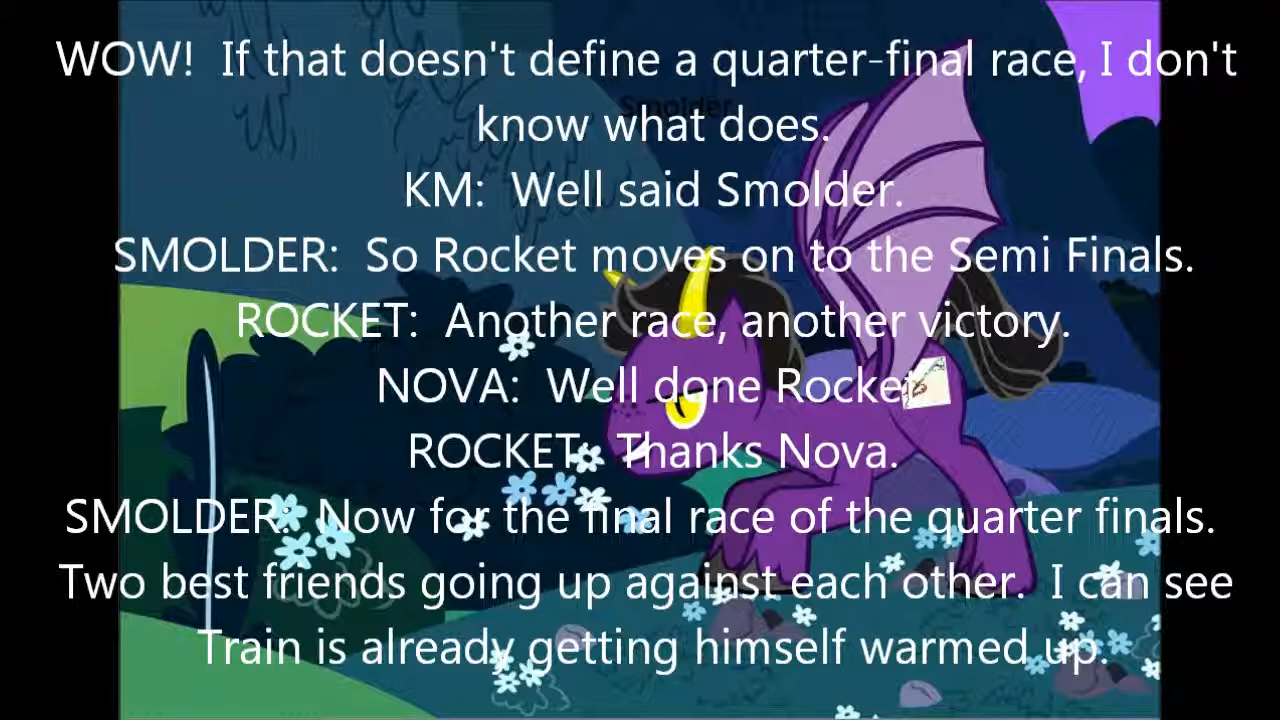 WOW!  If that doesn't define a quarter-final race, I don't
Smolder
know what does.
KM:  Well said Smolder.
SMOLDER:  So Rocket moves on to the Semi Finals.
ROCKET:  Another race, another victory.
NOVA:  Well done Rocket
ROCKET:  Thanks Nova.
SMOLDER:  Now for the final race of the quarter finals.
Two best friends going up against each other.  I can see
Train is already getting himself warmed up.